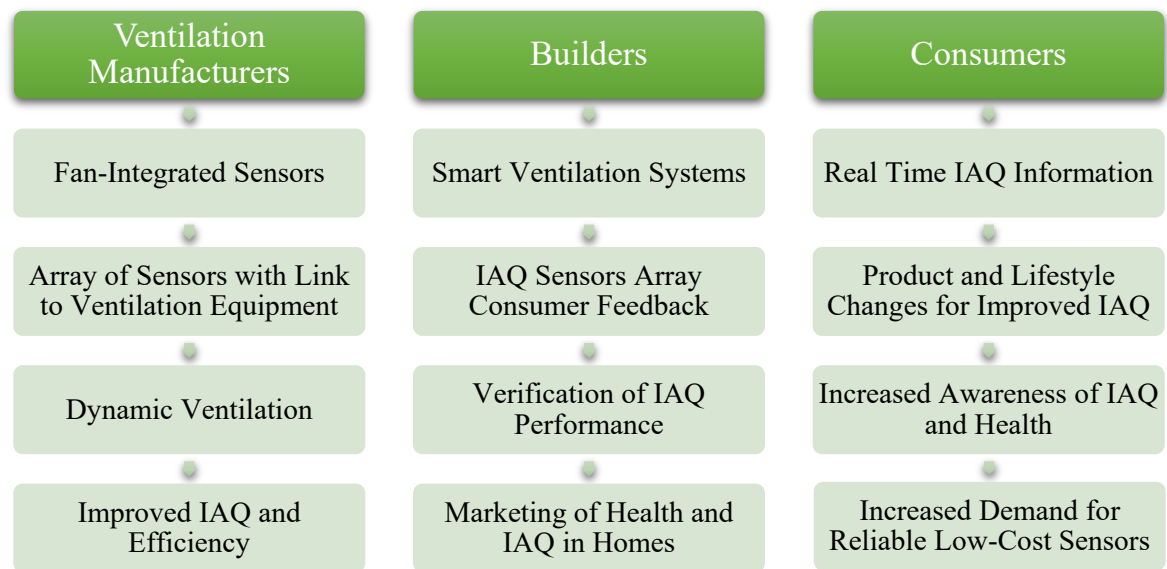 Ventilation
Manufacturers
Fan-Integrated Sensors
Array of Sensors with Link
to Ventilation Equipment
Dynamic Ventilation
Improved IAQ and
Efficiency
Builders
Smart Ventilation Systems
IAQ Sensors Array
Consumer Feedback
Verification of IAQ
Performance
Marketing of Health and
IAQ in Homes
Consumers
Real Time IAQ Information
Product and Lifestyle
Changes for Improved IAQ
Increased Awareness of IAQ
and Health
Increased Demand for
Reliable Low-Cost Sensors